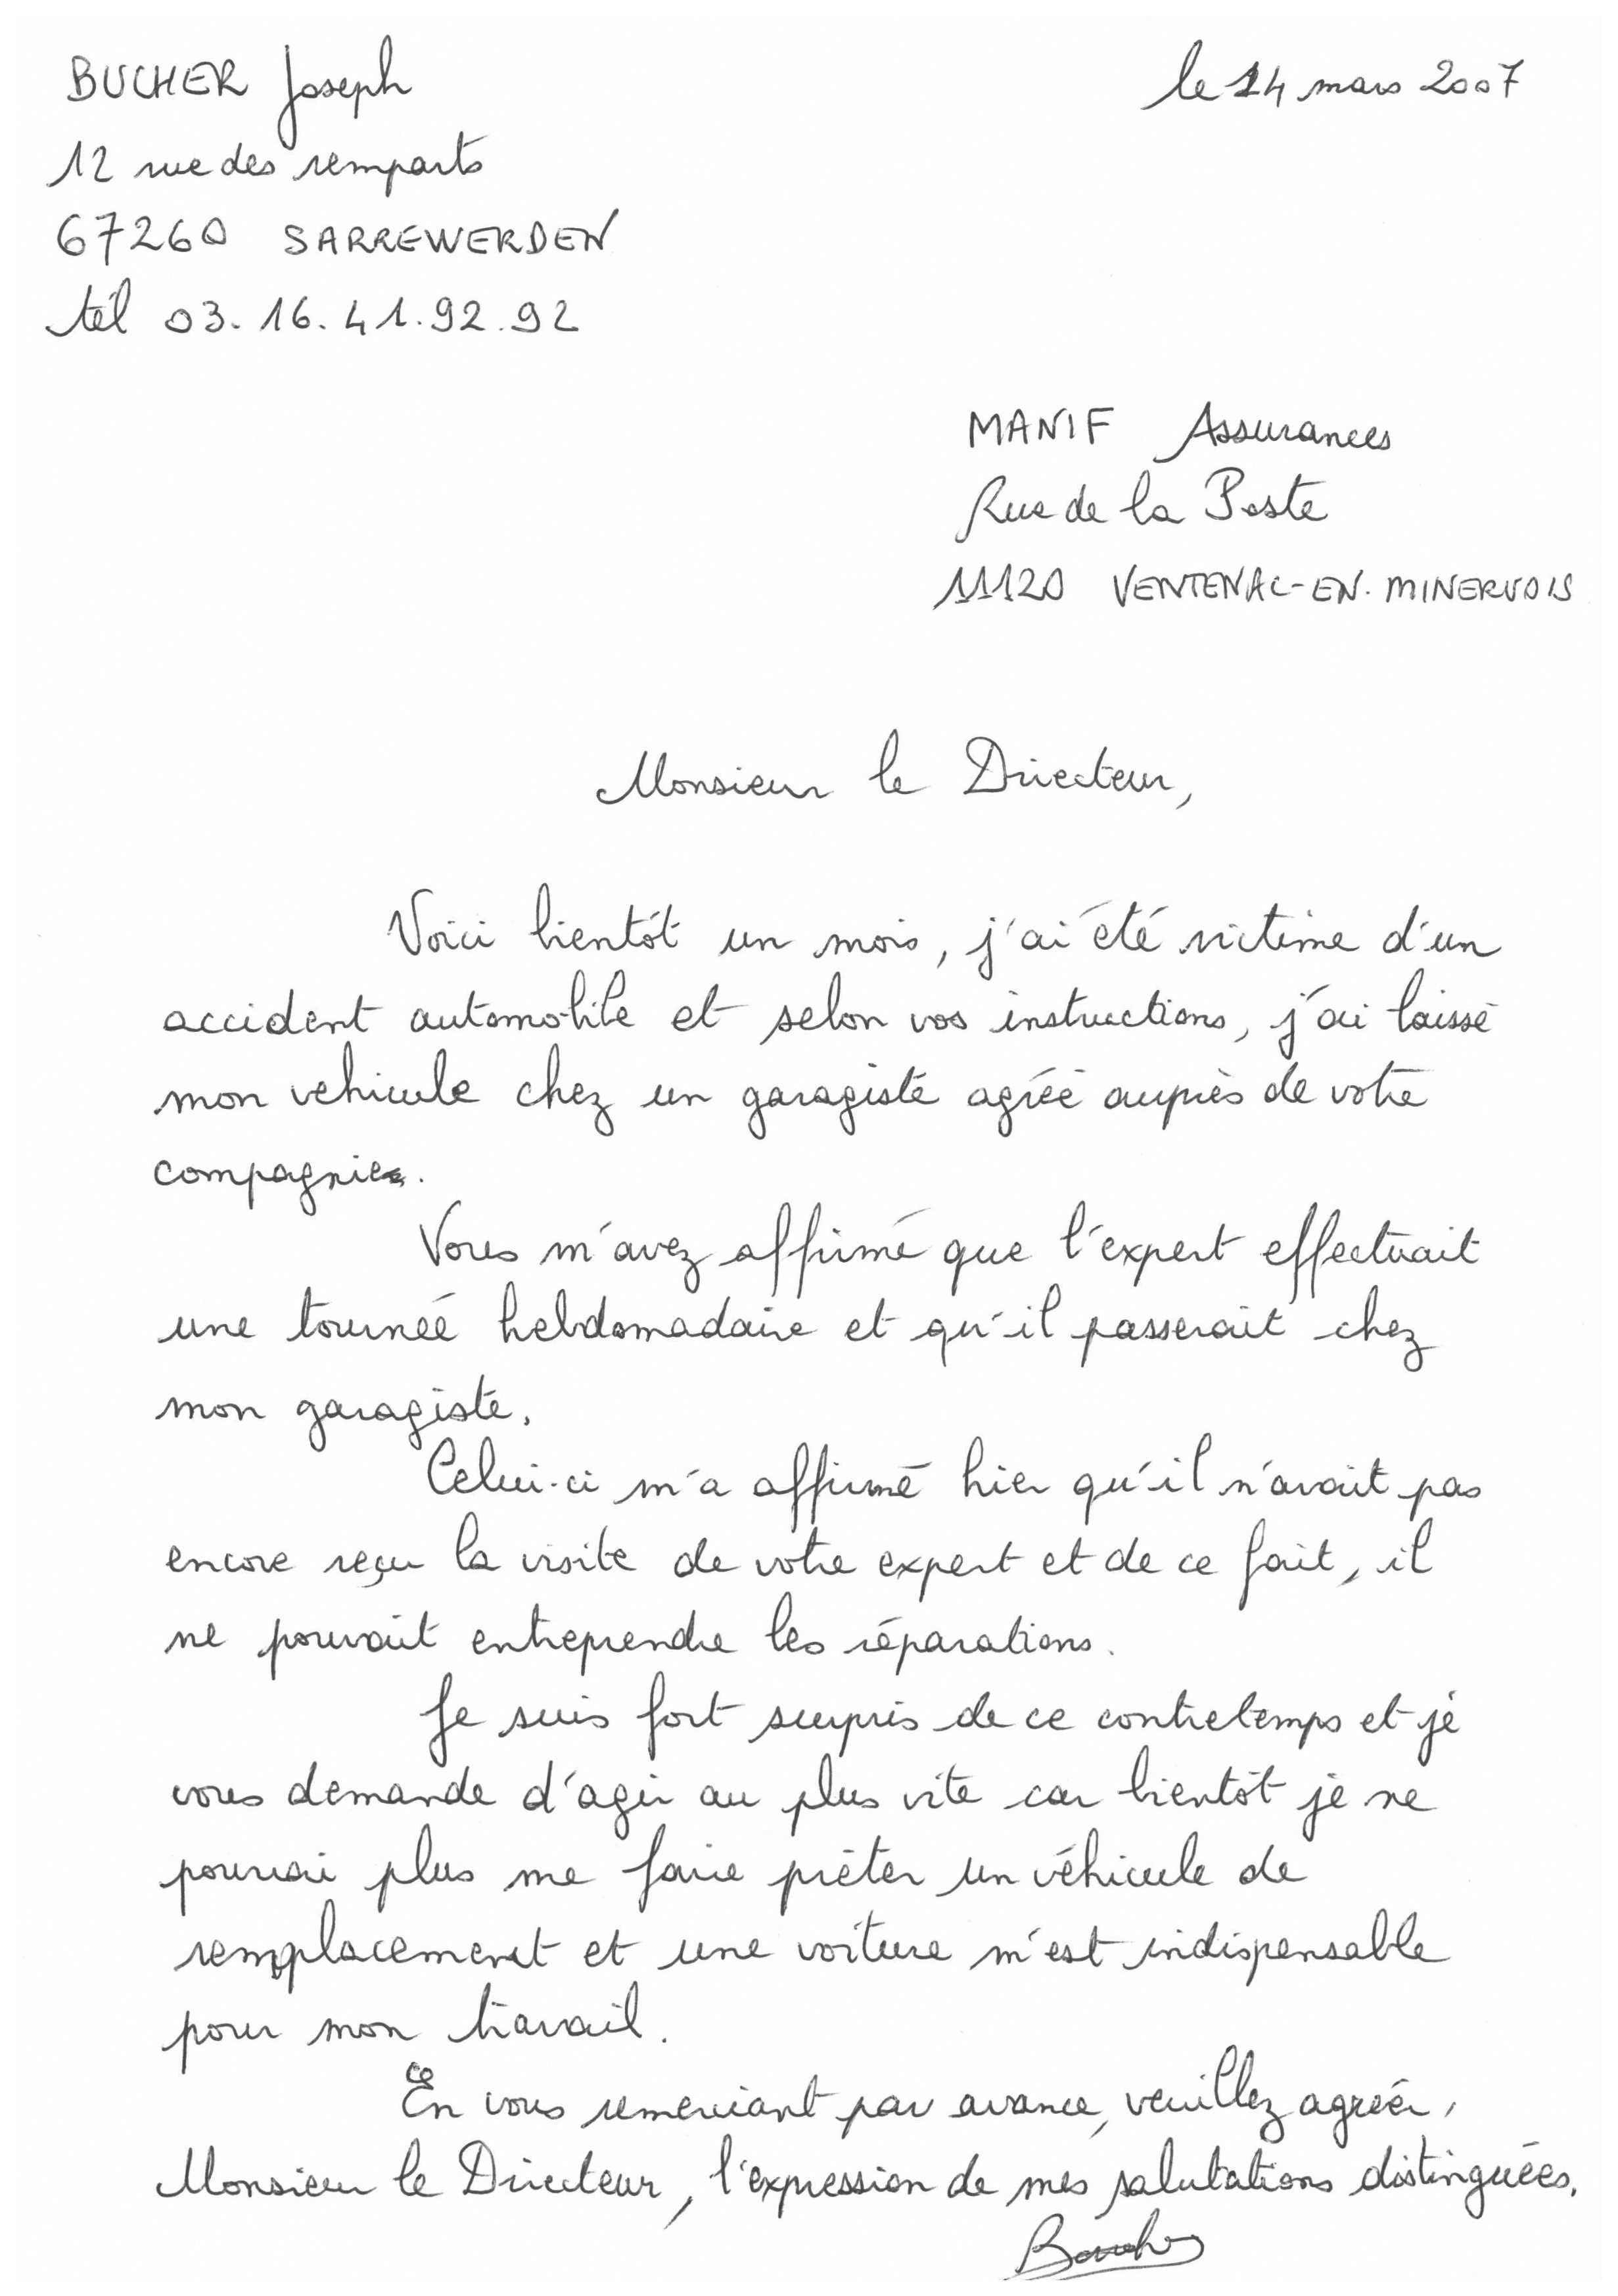 BUCHER Joseph
le 14 mars 2007
12 rue des remparts
67260 SARREWERDEN
tél 03.16.41.92.92
MANIF Assurances
Rue de la Poste
11120 VENTENAC-EN-MINERVOIS
Monsieur le Directeur,
Voici bientôt un mois, j'ai été victime d'un
accident automobile et selon vos instructions, j'ai laissé
mon vehicule chez un garagiste agréé auprès de votre
compagnie.
Vous m'avez affirmé que l'expert effectuait
une tournée hebdomadaire et qu'il passerait chez
mon garagiste.
Celui-ci m'a affirmé hier qu'il n'avait pas
encore reçu la visite de votre expert et de ce fait, il
ne pouvait entreprendre les réparations.
Je suis fort surpris de ce contretemps et je
vous demande d'agir au plus vite car bientôt je ne
pourrai plus me faire prêter un véhicule de
remplacement et une voiture m'est indispensable
pour mon travail.
En vous remerciant par avance, veuillez agréer,
Monsieur le Directeur, l'expression de mes salutations distinguées.